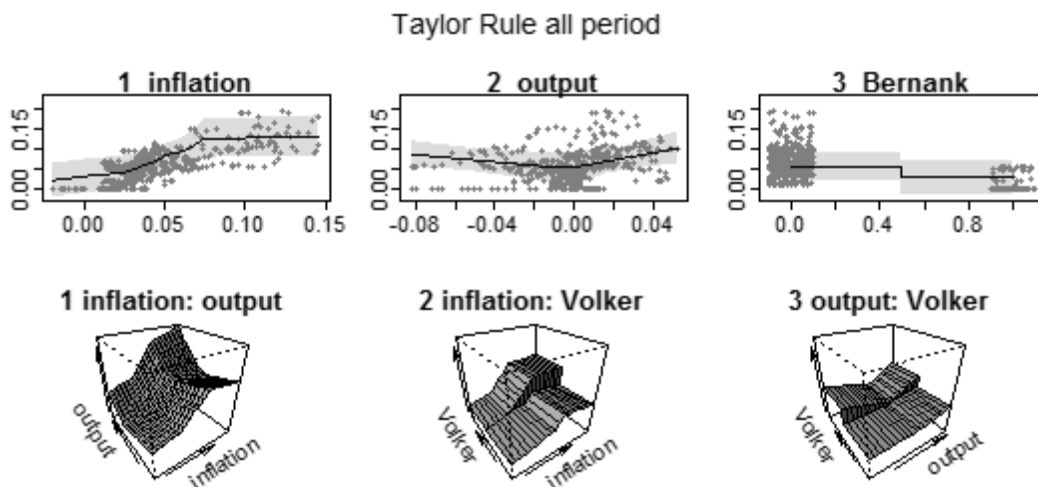 Taylor Rule all period
1 inflation
2 output
3 Bernank
0.15
0.00
0.00 0.05 0.10 0.15
0.15
0.00
-0.08 -0.04 0.00 0.04
0.15
0.00
0.0 0.4 0.8
1 inflation: output
2 inflation: Volker
3 output: Volker
output
inflation
Volker
inflation
Volker
output